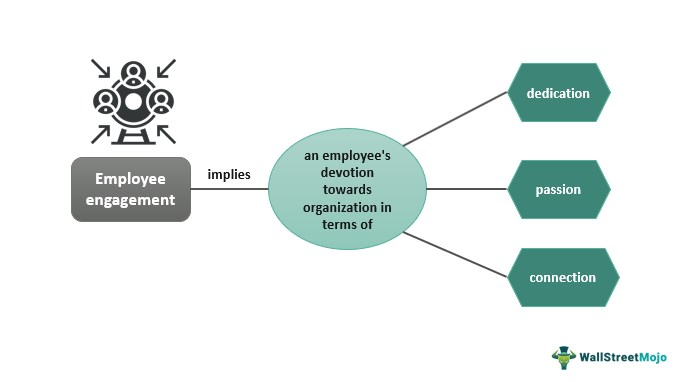 Employee
engagement
implies
an employee's
devotion
towards
organization in
terms of
dedication
passion
connection
WallStreetMojo